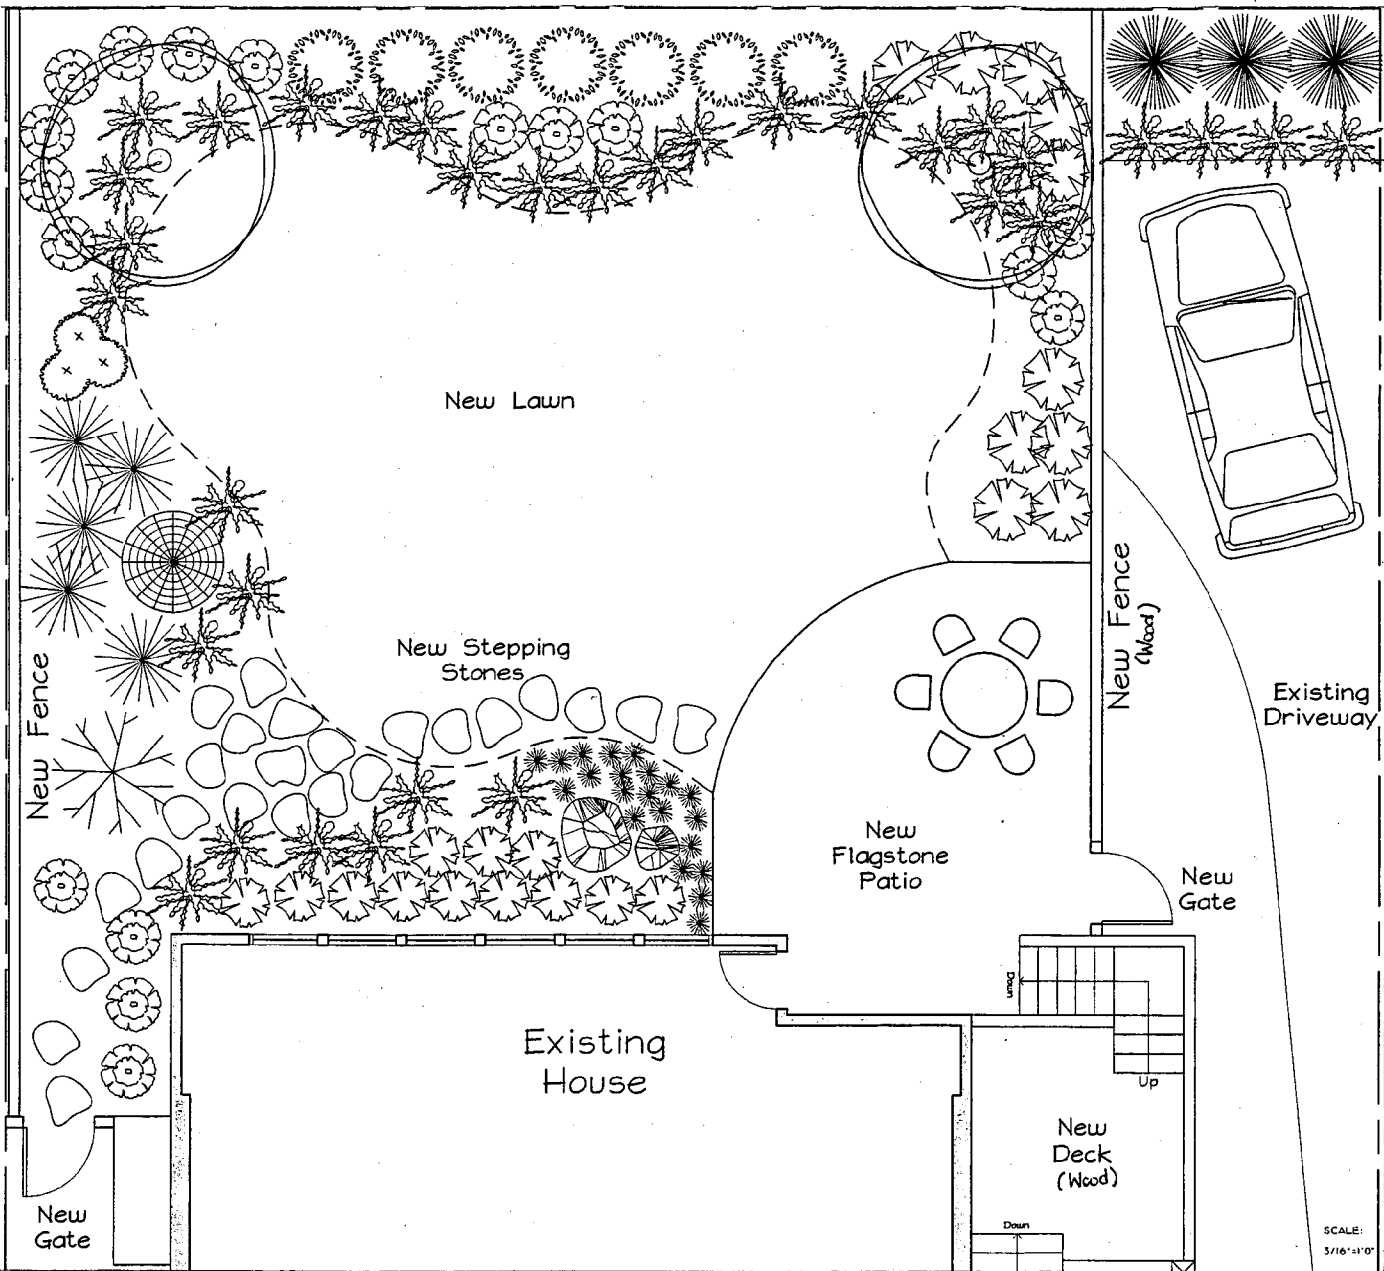 New Lawn
New Fence
(Wood)
New Stepping
Stones
New Fence
Existing
Driveway
New
Flagstone
Patio
New
Gate
Down
Existing
House
Up
New
Deck
(Wood)
New
Gate
Down
SCALE:
3/16"=1'0"